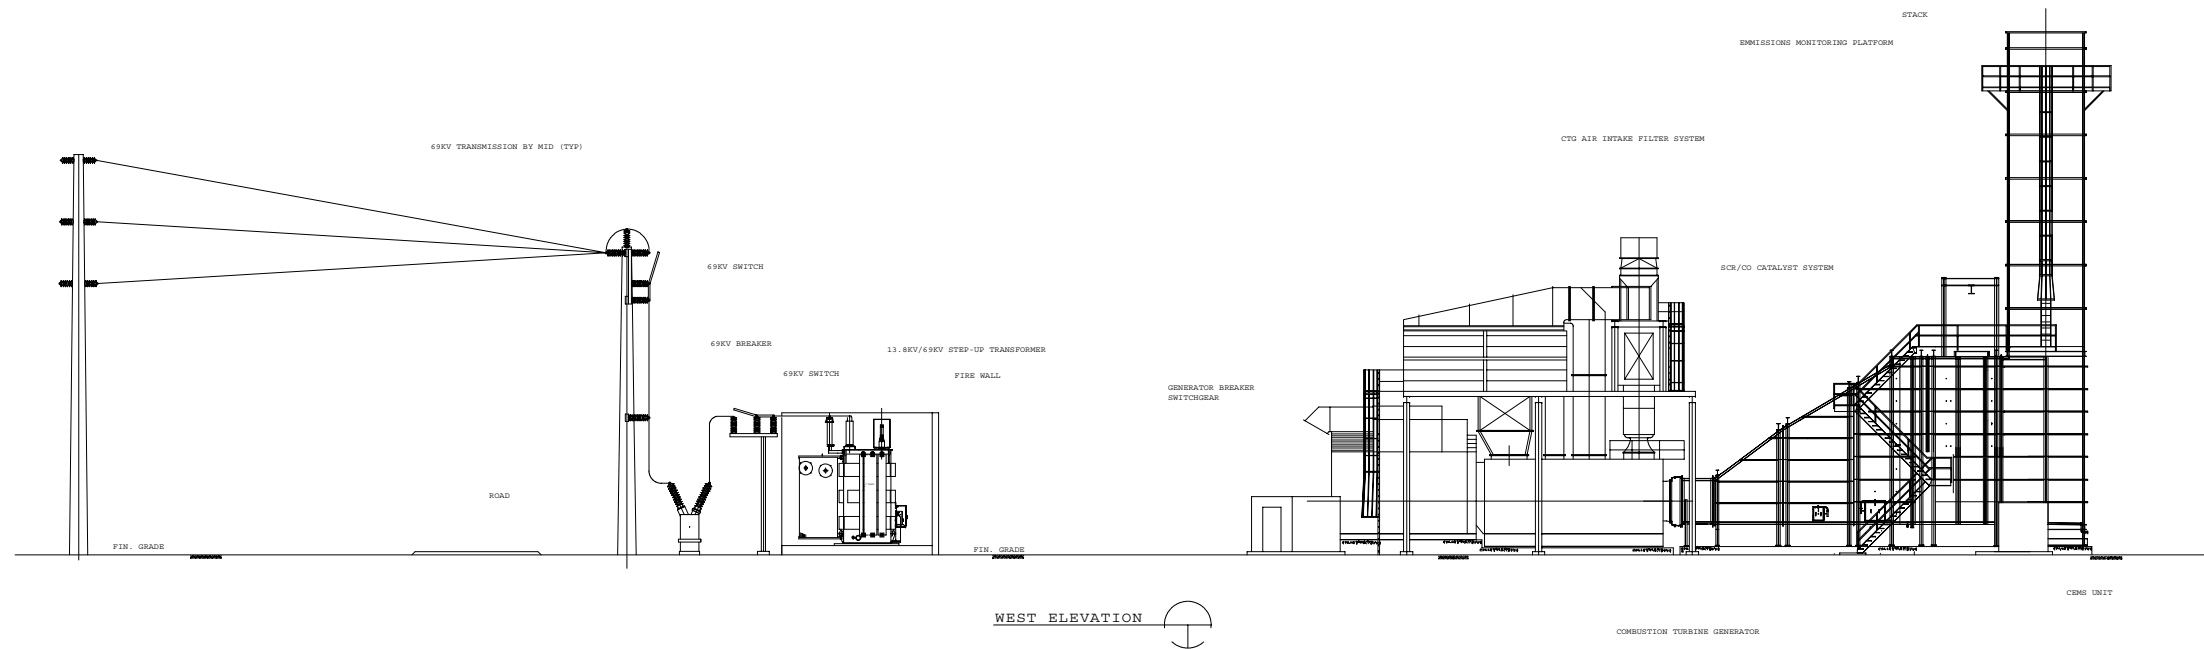 STACK
EMMISSIONS MONITORING PLATFORM
CTG AIR INTAKE FILTER SYSTEM
69KV TRANSMISSION BY MID (TYP)
69KV SWITCH
SCR/CO CATALYST SYSTEM
69KV BREAKER
13.8KV/69KV STEP-UP TRANSFORMER
69KV SWITCH
FIRE WALL
GENERATOR BREAKER
SWITCHGEAR
ROAD
FIN. GRADE
FIN. GRADE
CEMS UNIT
WEST ELEVATION
COMBUSTION TURBINE GENERATOR